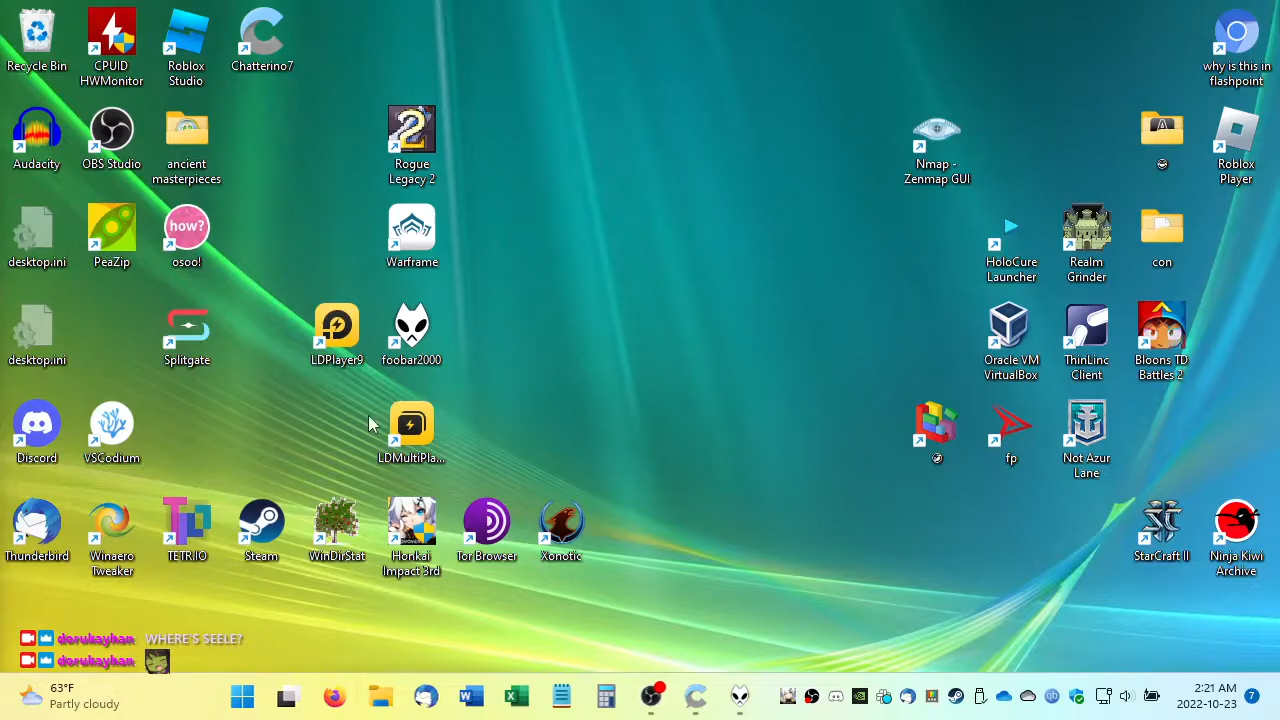 Recycle Bin
CPUID
HWMonitor
Roblox
Studio
Chatterino7
why is this in
flashpoint
Audacity
OBS Studio
ancient
masterpieces
2
Rogue
Legacy 2
Nmap -
Zenmap GUI
Roblox
Player
desktop.ini
PeaZip
how?
osoo!
Warframe
HoloCure
Launcher
Realm
Grinder
con
desktop.ini
Splitgate
LDPlayer9
foobar2000
Oracle VM
VirtualBox
ThinLinc
Client
Bloons TD
Battles 2
Discord
VSCodium
LDMultiPla...
fp
Not Azur
Lane
Thunderbird
Winaero
Tweaker
TETR.IO
Steam
WinDirStat
Honkai
Impact 3rd
Tor Browser
Xonotic
StarCraft II
Ninja Kiwi
Archive
dorukayhan WHERE'S SEELE?
dorukayhan
63°F
Partly cloudy
2:21 AM
2022-10-23
7